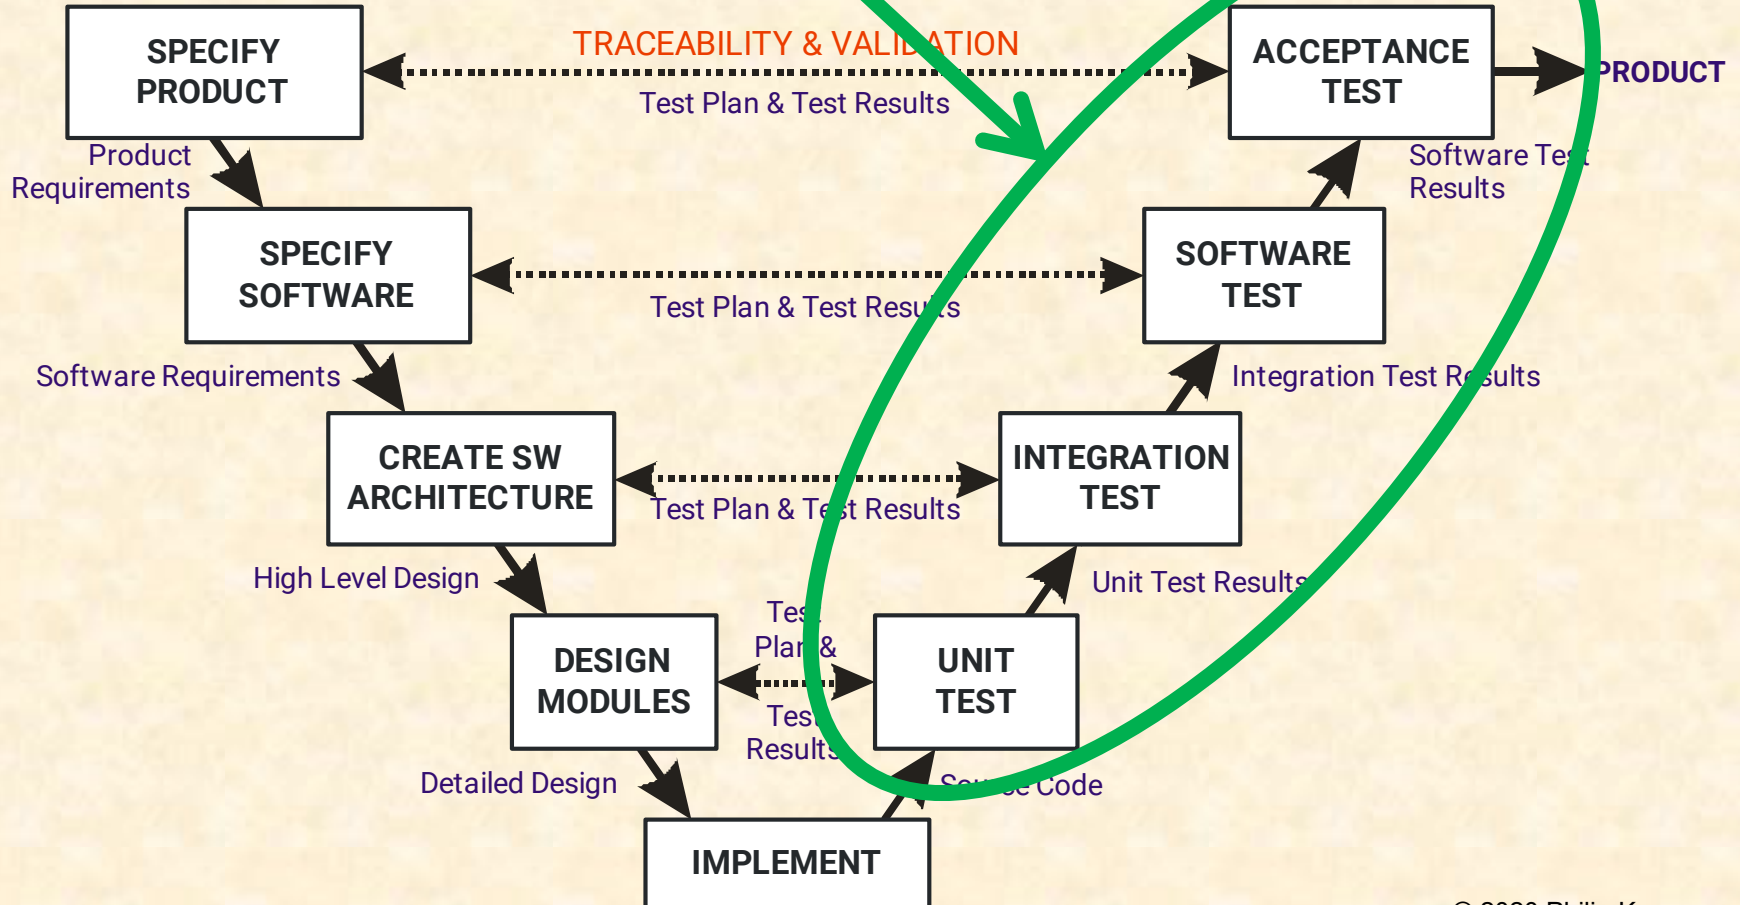 SPECIFY
PRODUCT
TRACEABILITY & VALIDATION
Test Plan & Test Results
ACCEPTANCE
TEST
PRODUCT
Product
Requirements
Software Test
Results
SPECIFY
SOFTWARE
Test Plan & Test Results
SOFTWARE
TEST
Software Requirements
Integration Test Results
CREATE SW
ARCHITECTURE
Test Plan & Test Results
INTEGRATION
TEST
High Level Design
Unit Test Results
DESIGN
MODULES
Test
Plan &
Test
Results
UNIT
TEST
Detailed Design
Source Code
IMPLEMENT